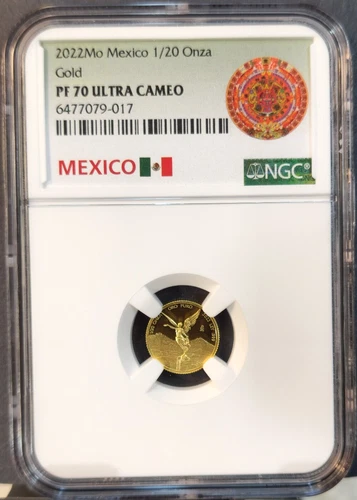 2022Mo Mexico 1/20 Onza
Gold
PF 70 ULTRA CAMEO
6477079-017
MEXICO
NGC®